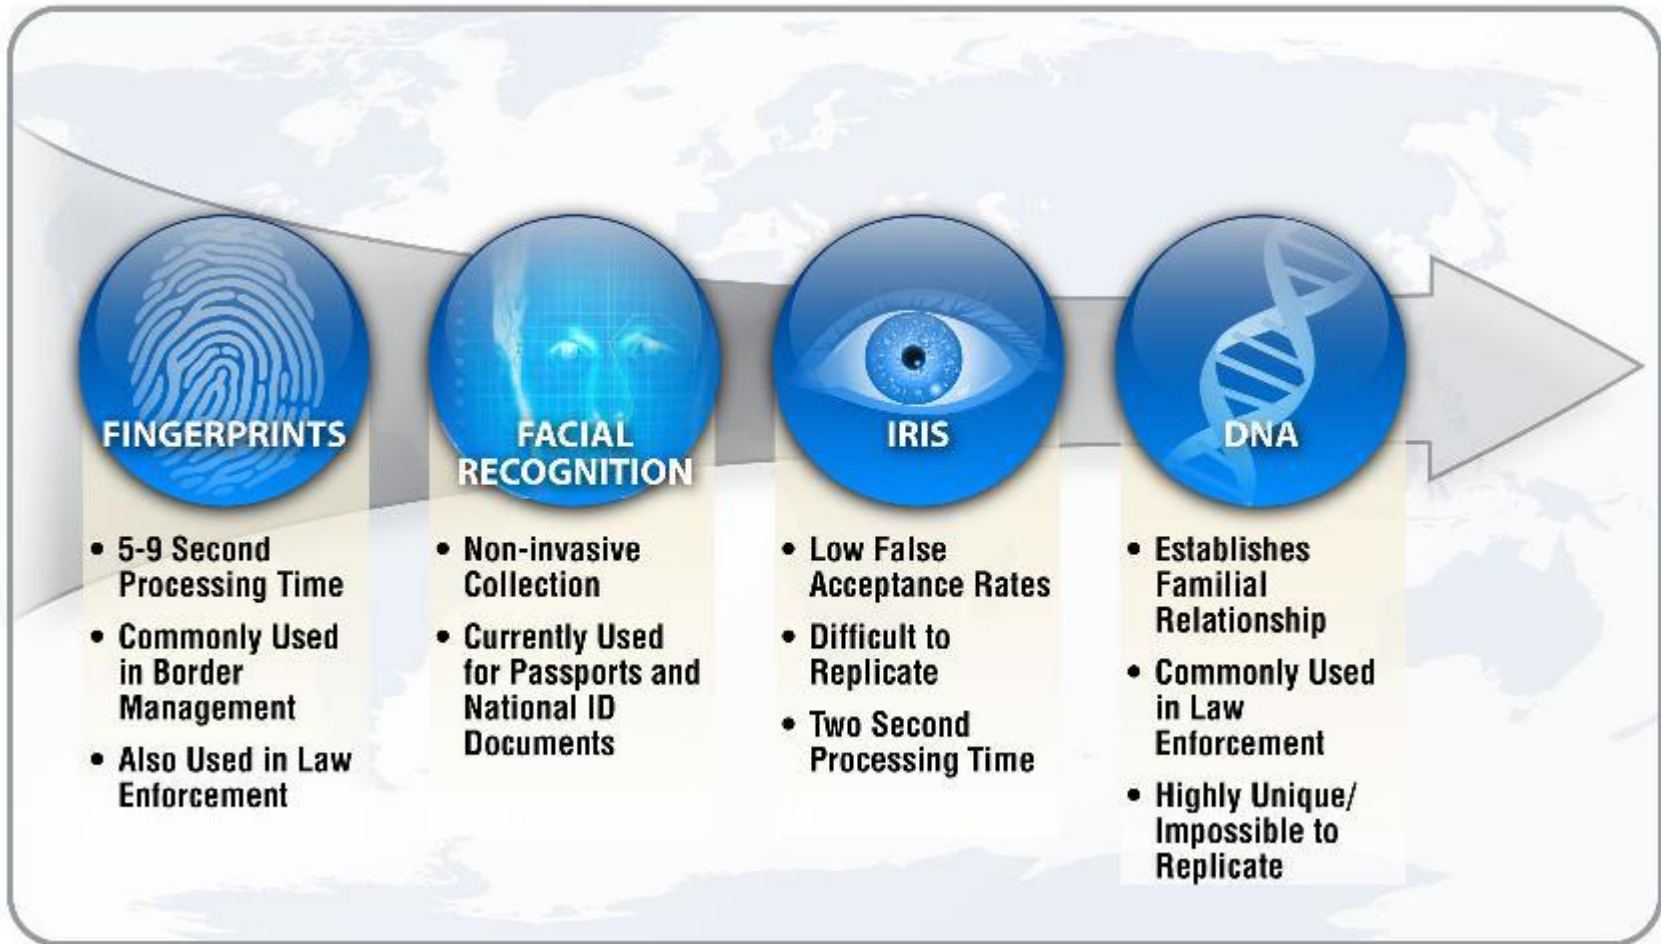 FINGERPRINTS
• 5-9 Second
Processing Time
• Commonly Used
in Border
Management
• Also Used in Law
Enforcement
FACIAL
RECOGNITION
• Non-invasive
Collection
• Currently Used
for Passports and
National ID
Documents
IRIS
• Low False
Acceptance Rates
• Difficult to
Replicate
• Two Second
Processing Time
DNA
• Establishes
Familial
Relationship
• Commonly Used
in Law
Enforcement
• Highly Unique/
Impossible to
Replicate